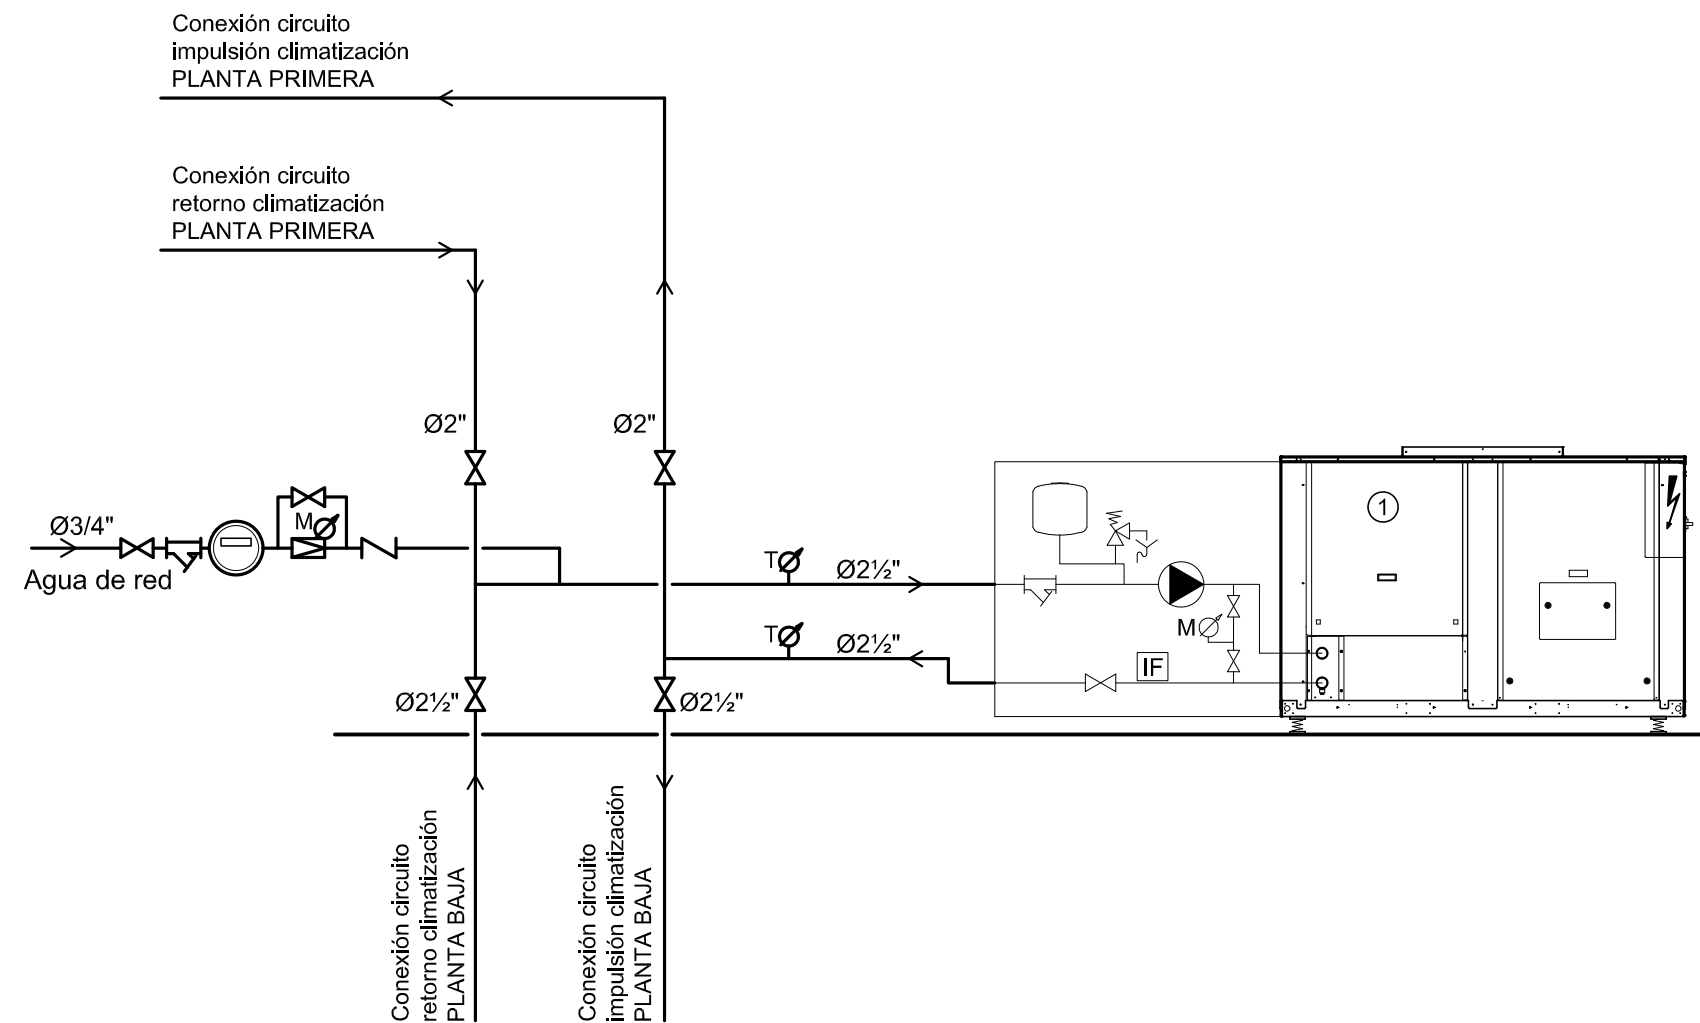 Conexión circuito
impulsión climatización
PLANTA PRIMERA
Conexión circuito
retorno climatización
PLANTA PRIMERA
Ø2"
Ø2"
Ø3/4"
M
Agua de red
T
Ø2½"
1
T
Ø2½"
M
IF
Ø2½"
Ø2½"
Conexión circuito
retorno climatización
PLANTA BAJA
Conexión circuito
impulsión climatización
PLANTA BAJA